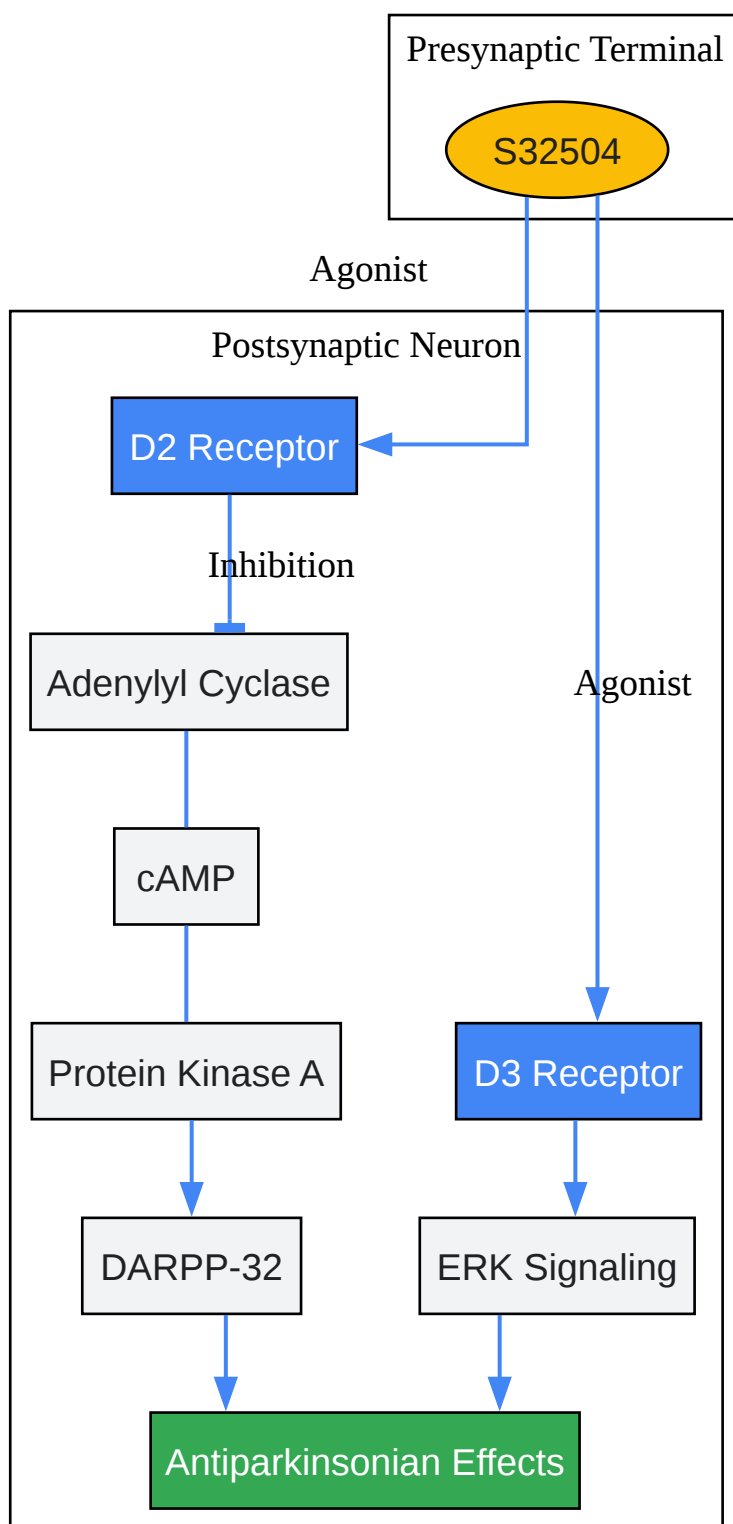 Presynaptic Terminal
S32504
Agonist
Postsynaptic Neuron
D2 Receptor
Inhibition
Adenylyl Cyclase
Agonist
cAMP
Protein Kinase A
D3 Receptor
DARPP-32
ERK Signaling
Antiparkinsonian Effects